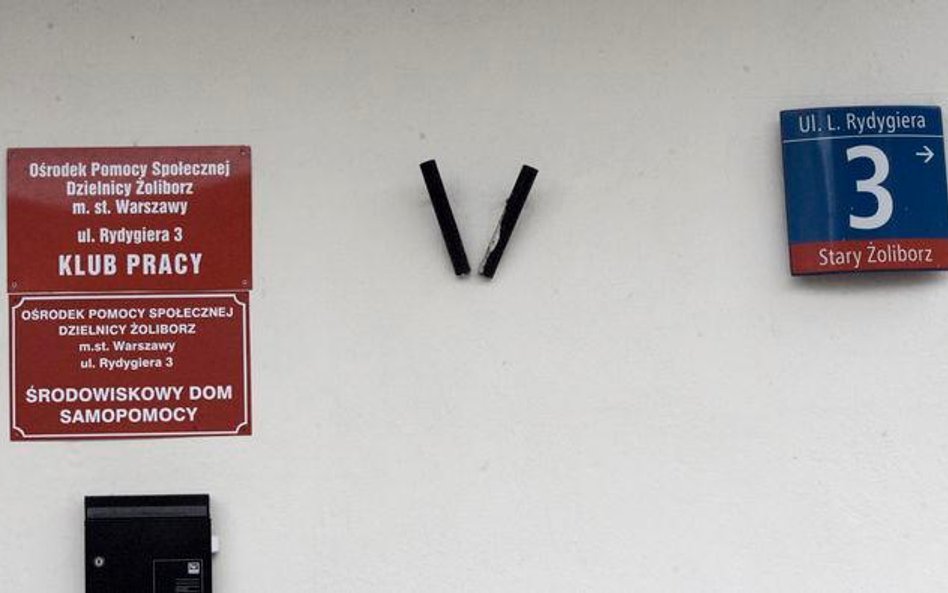 Ośrodek Pomocy Społecznej
Dzielnicy Żoliborz
m. st. Warszawy
ul. Rydygiera 3
KLUB PRACY
OŚRODEK POMOCY SPOŁECZNEJ
DZIELNICY ŻOLIBORZ
m.st. Warszawy
ul. Rydygiera 3
ŚRODOWISKOWY DOM
SAMOPOMOCY
Ul. L. Rydygiera
3 →
Stary Żoliborz